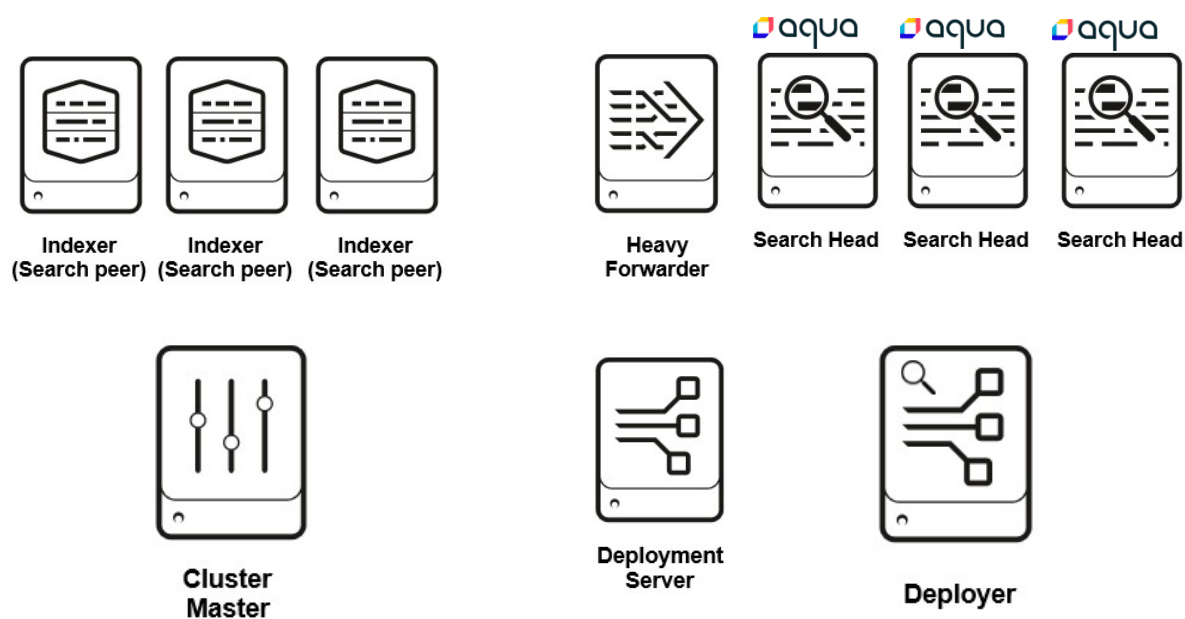 aqua aqua aqua
Indexer
(Search peer)
Indexer
(Search peer)
Indexer
(Search peer)
Heavy
Forwarder
Search Head
Search Head
Search Head
Cluster
Master
Deployment
Server
Deployer